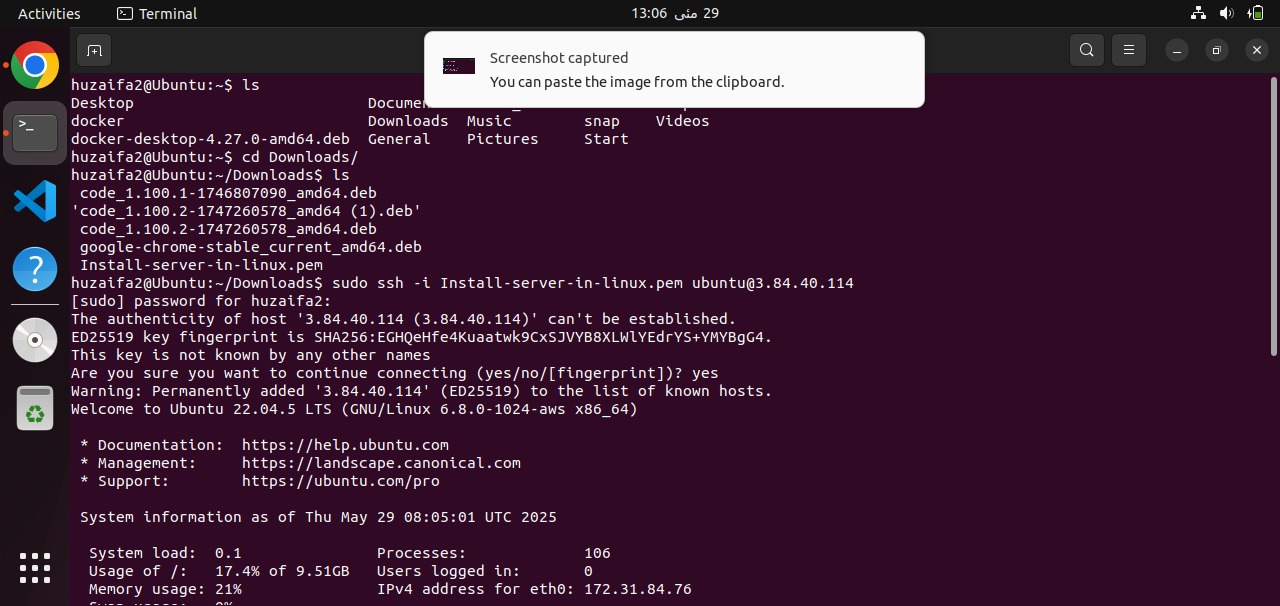 Activities Terminal 13:06 29 مئی
Screenshot captured
You can paste the image from the clipboard.
huzaifa2@Ubuntu:~$ ls
Desktop
docker Downloads Music snap Videos
docker-desktop-4.27.0-amd64.deb General Pictures Start
huzaifa2@Ubuntu:~$ cd Downloads/
huzaifa2@Ubuntu:~/Downloads$ ls
code_1.100.1-1746807090_amd64.deb
'code_1.100.2-1747260578_amd64 (1).deb'
code_1.100.2-1747260578_amd64.deb
google-chrome-stable_current_amd64.deb
Install-server-in-linux.pem
huzaifa2@Ubuntu:~/Downloads$ sudo ssh -i Install-server-in-linux.pem ubuntu@3.84.40.114
[sudo] password for huzaifa2:
The authenticity of host '3.84.40.114 (3.84.40.114)' can't be established.
ED25519 key fingerprint is SHA256:EGHQeHfe4Kuaatwk9CxSJVYB8XLWlYEdrYS+YMYBgG4.
This key is not known by any other names
Are you sure you want to continue connecting (yes/no/[fingerprint])? yes
Warning: Permanently added '3.84.40.114' (ED25519) to the list of known hosts.
Welcome to Ubuntu 22.04.5 LTS (GNU/Linux 6.8.0-1024-aws x86_64)
* Documentation: https://help.ubuntu.com
* Management: https://landscape.canonical.com
* Support: https://ubuntu.com/pro
System information as of Thu May 29 08:05:01 UTC 2025
System load: 0.1 Processes: 106
Usage of /: 17.4% of 9.51GB Users logged in: 0
Memory usage: 21% IPv4 address for eth0: 172.31.84.76